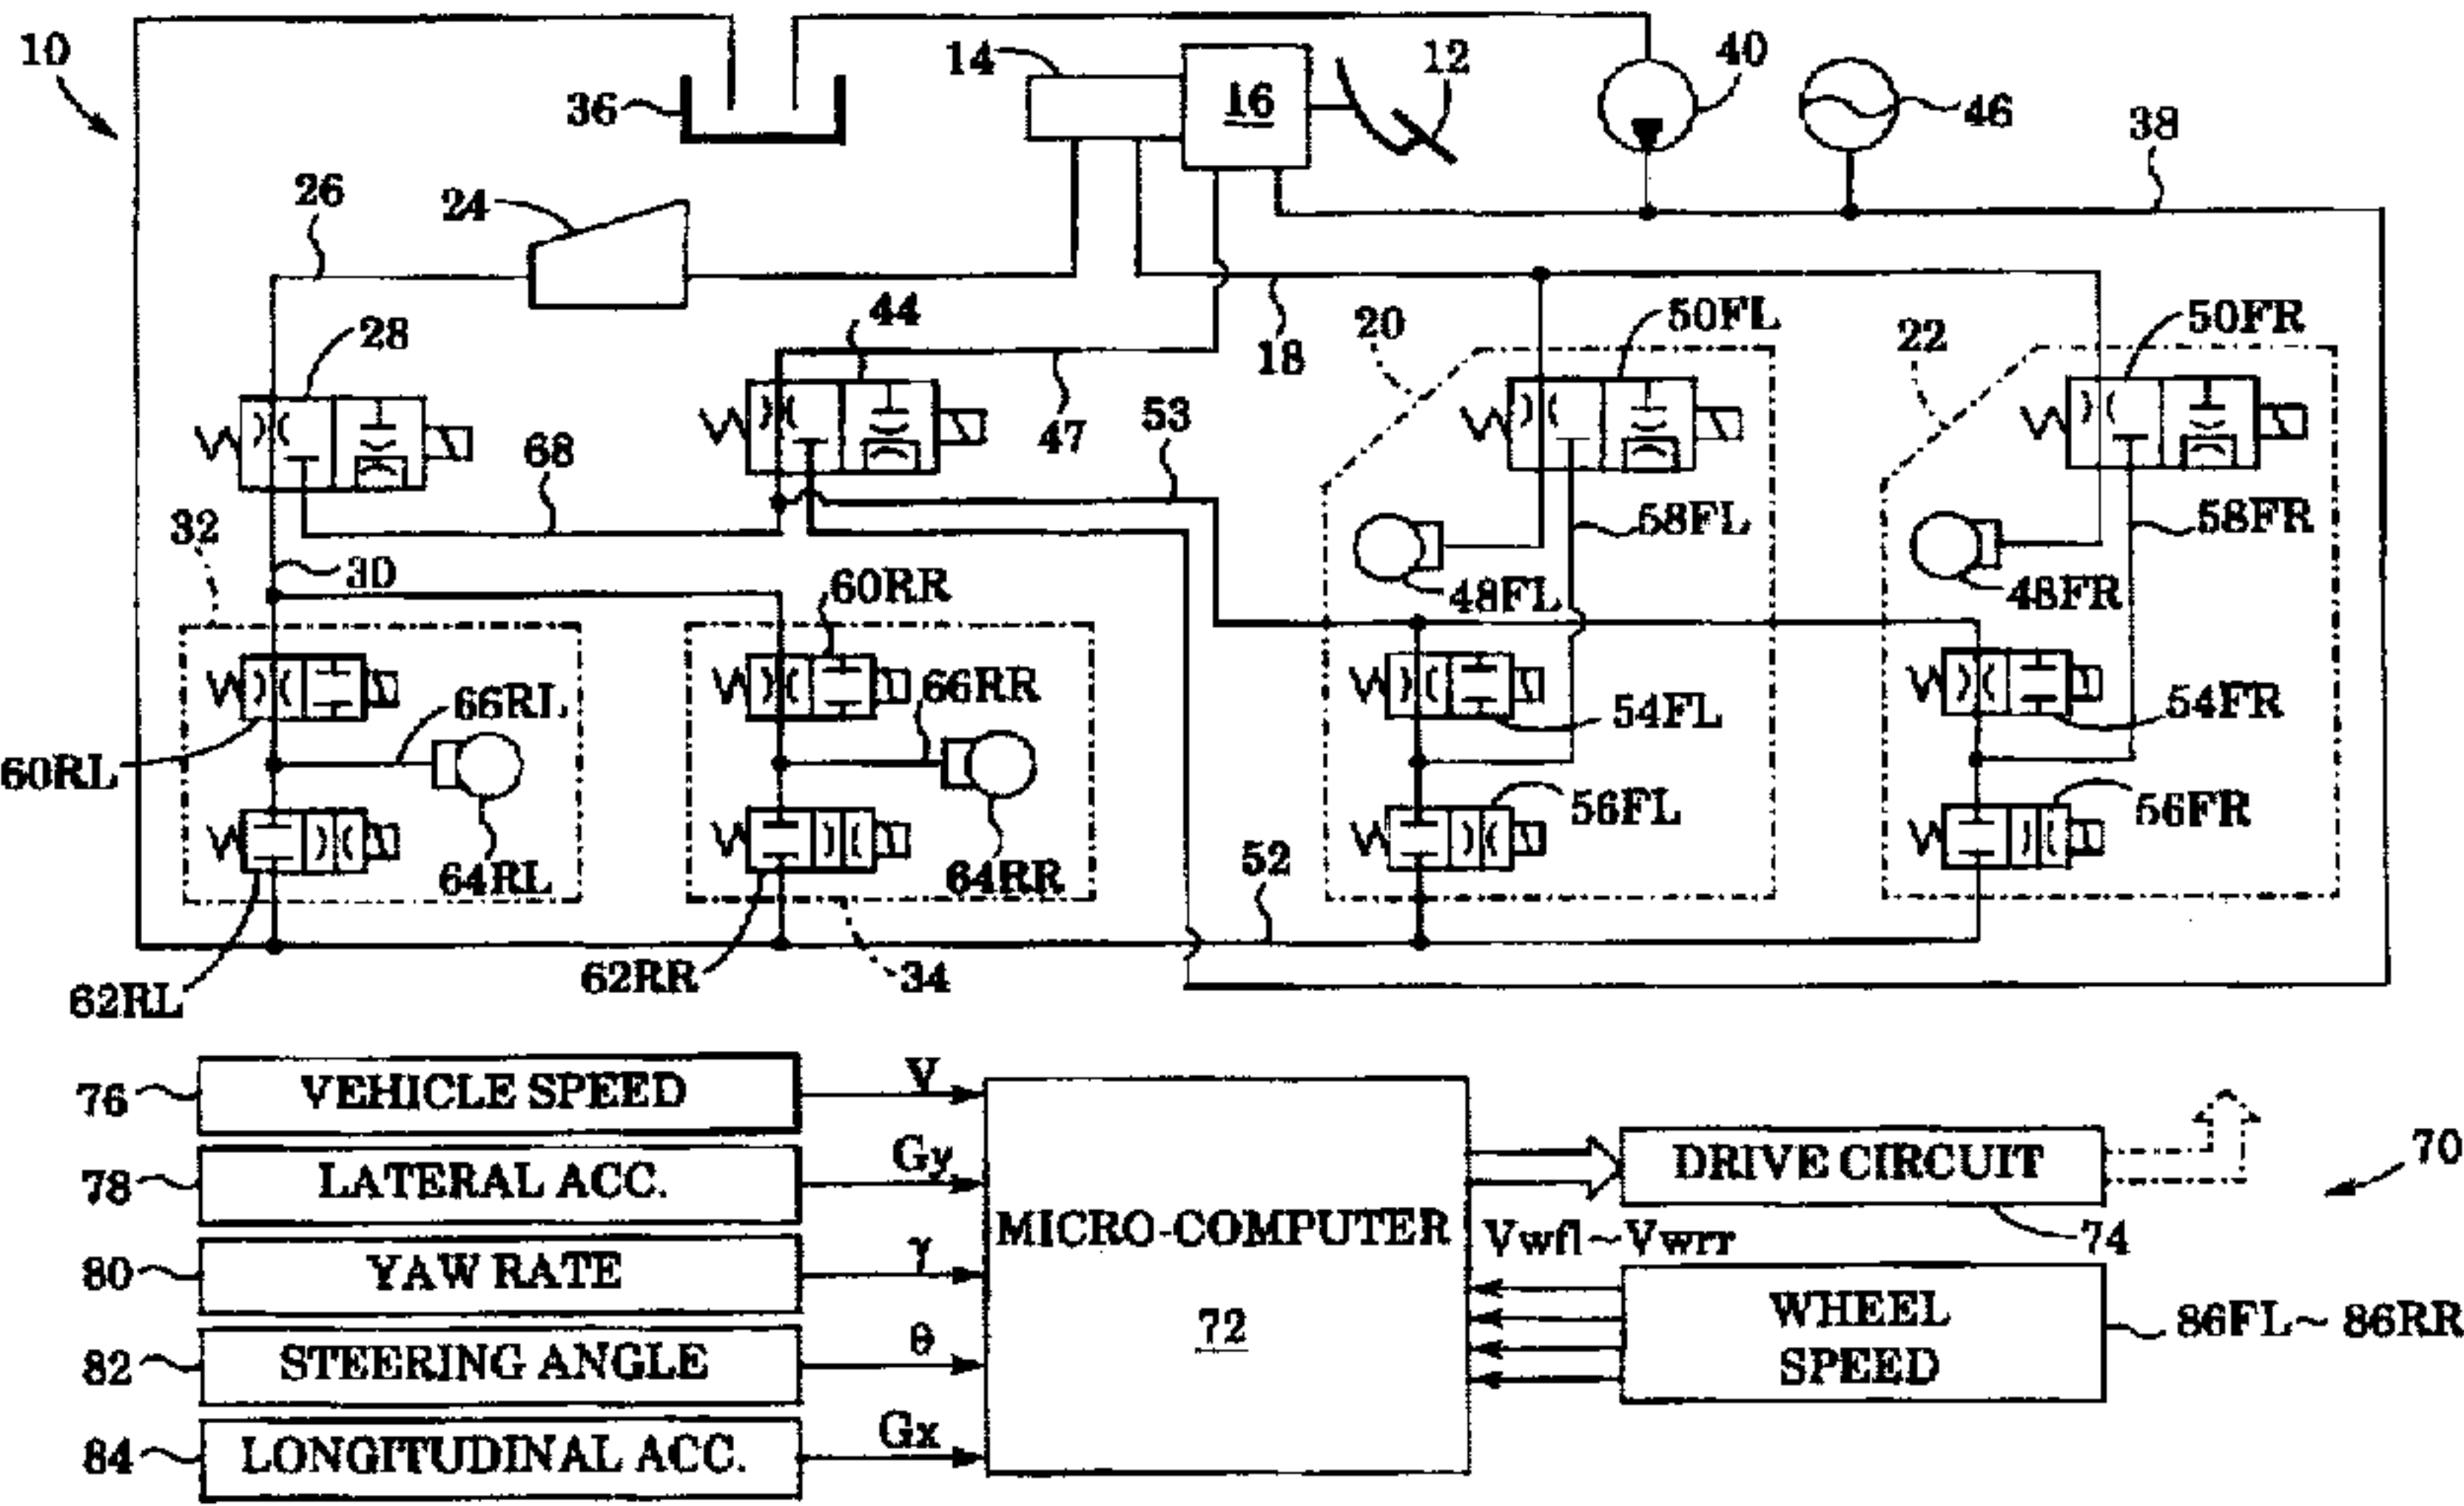 10
36
14
16
12
40
46
38
26
24
28
44
47
18
20
50FL
22
50FR
68
53
32
30
58FL
58FR
48FL
48FR
60RR
66RL
66RR
60RL
54FL
54FR
64RL
64RR
56FL
56FR
52
62RL
62RR
34
76
VEHICLE SPEED
V
78
LATERAL ACC.
Gy
80
YAW RATE
γ
82
STEERING ANGLE
θ
84
LONGITUDINAL ACC.
Gx
MICRO-COMPUTER
72
DRIVE CIRCUIT
74
70
Vwfl~Vwrr
WHEEL
SPEED
86FL~ 86RR